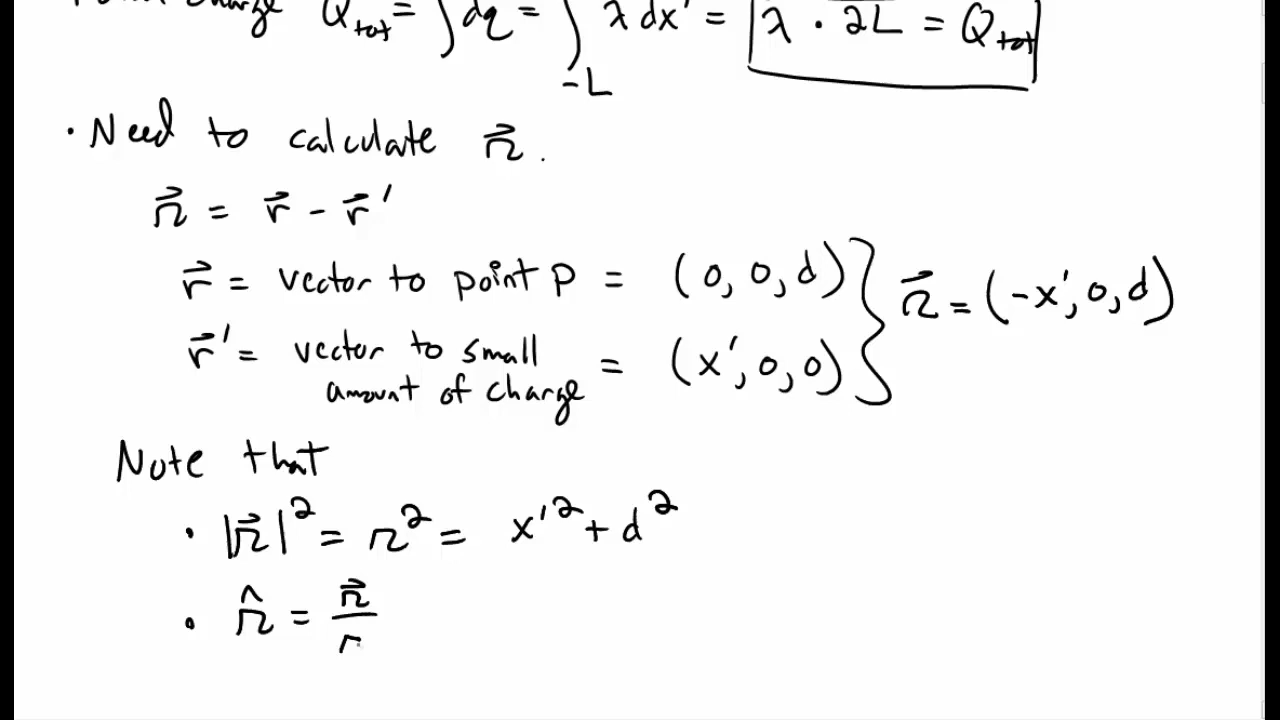 charge Q_tot = ∫dq = ∫_{-L} λ dx' = λ · 2L = Q_tot
· Need to calculate 𝓇⃗.
𝓇⃗ = r⃗ - r⃗'
r⃗ = vector to point P = (0, 0, d)
𝓇⃗ = (-x', 0, d)
r⃗' = vector to small
amount of charge = (x', 0, 0)
Note that
· |𝓇⃗|² = 𝓇² = x'² + d²
· 𝓇̂ = 𝓇⃗/r